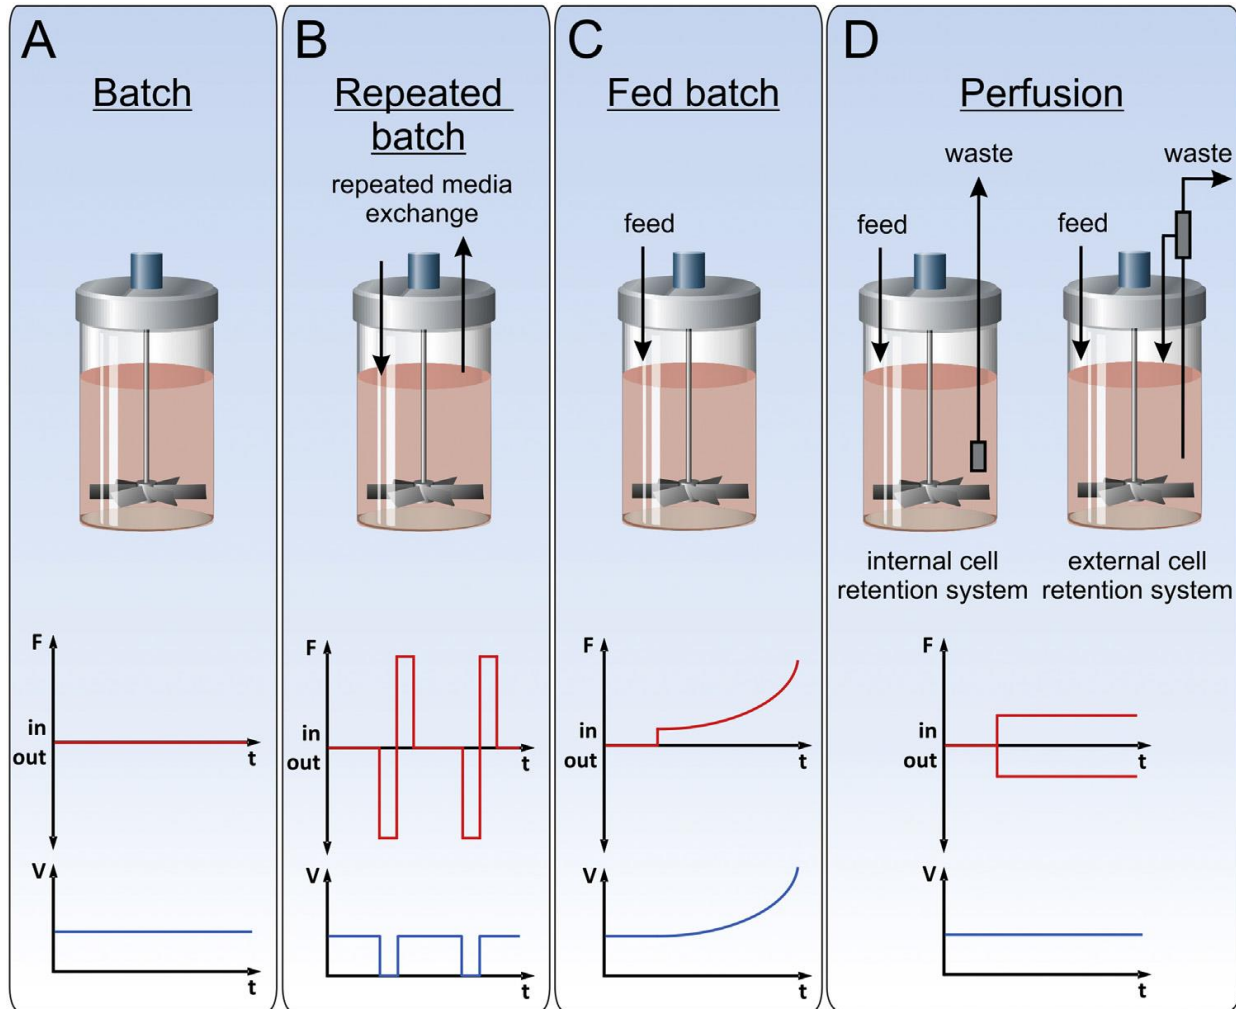 A
Batch
F
in
out
t
V
t
B
Repeated
batch
repeated media
exchange
F
in
out
t
V
t
C
Fed batch
feed
F
in
out
t
V
t
D
Perfusion
waste
feed
waste
feed
internal cell
retention system
external cell
retention system
F
in
out
t
V
t